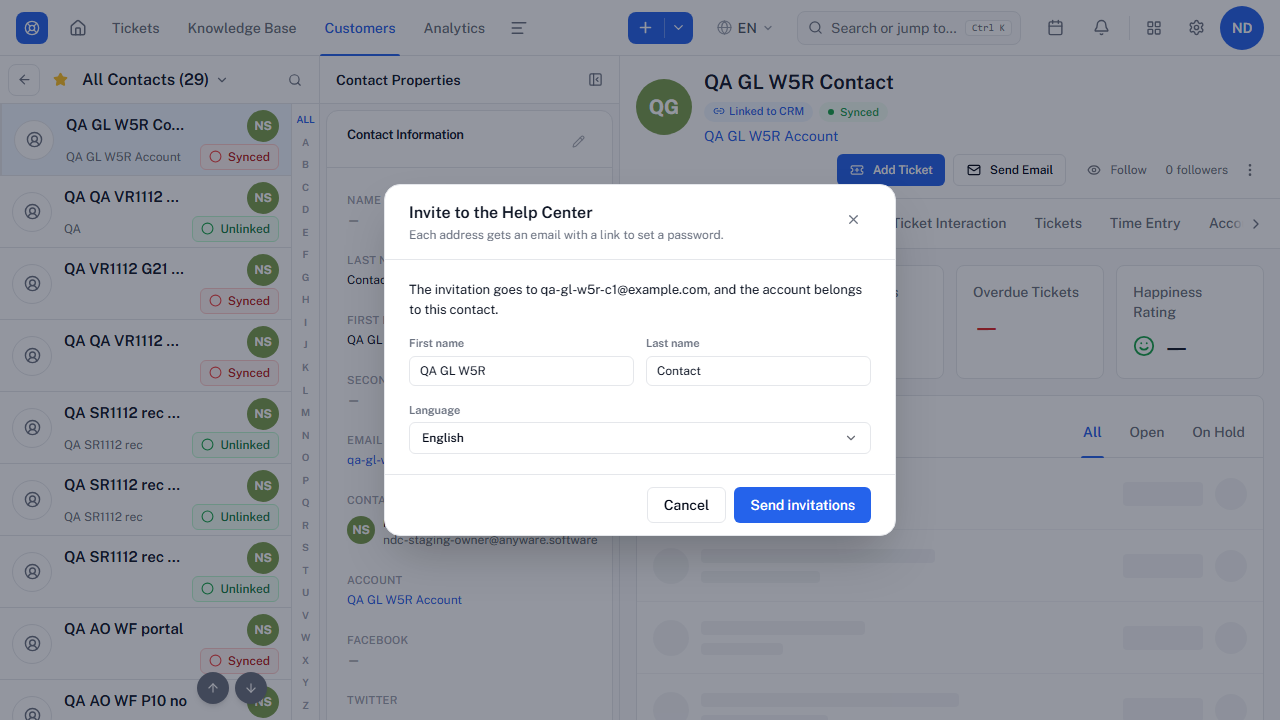 Tickets
Knowledge Base
Customers
Analytics
EN
Search or jump to...
Ctrl K
ND
All Contacts (29)
QA GL W5R Co...
NS
QA GL W5R Account
Synced
QA QA VR1112 ...
NS
QA
Unlinked
QA VR1112 G21 ...
NS
Synced
QA QA VR1112 ...
NS
Synced
QA SR1112 rec ...
NS
QA SR1112 rec
Unlinked
QA SR1112 rec ...
NS
QA SR1112 rec
Unlinked
QA SR1112 rec ...
NS
Unlinked
QA AO WF portal
NS
Synced
QA AO WF P10 no
NS
ALL
A
B
C
D
E
F
G
H
I
J
K
L
M
N
O
P
Q
R
S
T
U
V
W
X
Y
Z
Contact Properties
Contact Information
NAME
—
LAST N
Contac
FIRST
QA GL
SECON
—
EMAIL
qa-gl-w
CONTA
NS
ndc-staging-owner@anyware.software
ACCOUNT
QA GL W5R Account
FACEBOOK
—
TWITTER
QG
QA GL W5R Contact
Linked to CRM
Synced
QA GL W5R Account
Add Ticket
Send Email
Follow
0 followers
Ticket Interaction
Tickets
Time Entry
Acco
s
Overdue Tickets
—
Happiness
Rating
—
All
Open
On Hold
Invite to the Help Center
Each address gets an email with a link to set a password.
The invitation goes to qa-gl-w5r-c1@example.com, and the account belongs
to this contact.
First name
Last name
QA GL W5R
Contact
Language
English
Cancel
Send invitations